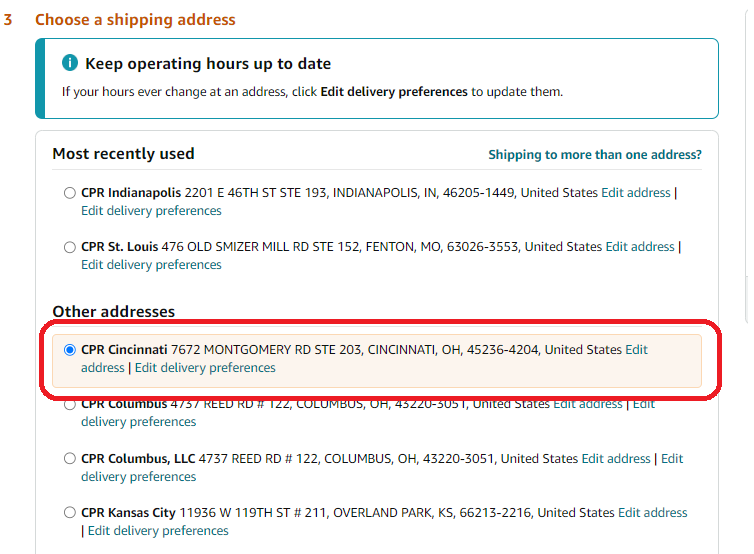 3 Choose a shipping address
Keep operating hours up to date
If your hours ever change at an address, click Edit delivery preferences to update them.
Most recently used
Shipping to more than one address?
CPR Indianapolis 2201 E 46TH ST STE 193, INDIANAPOLIS, IN, 46205-1449, United States Edit address |
Edit delivery preferences
CPR St. Louis 476 OLD SMIZER MILL RD STE 152, FENTON, MO, 63026-3553, United States Edit address |
Edit delivery preferences
Other addresses
CPR Cincinnati 7672 MONTGOMERY RD STE 203, CINCINNATI, OH, 45236-4204, United States Edit
address | Edit delivery preferences
CPR Columbus 4737 REED RD # 122, COLUMBUS, OH, 43220-3051, United States Edit address | Edit
delivery preferences
CPR Columbus, LLC 4737 REED RD # 122, COLUMBUS, OH, 43220-3051, United States Edit address | Edit
delivery preferences
CPR Kansas City 11936 W 119TH ST # 211, OVERLAND PARK, KS, 66213-2216, United States Edit address
| Edit delivery preferences